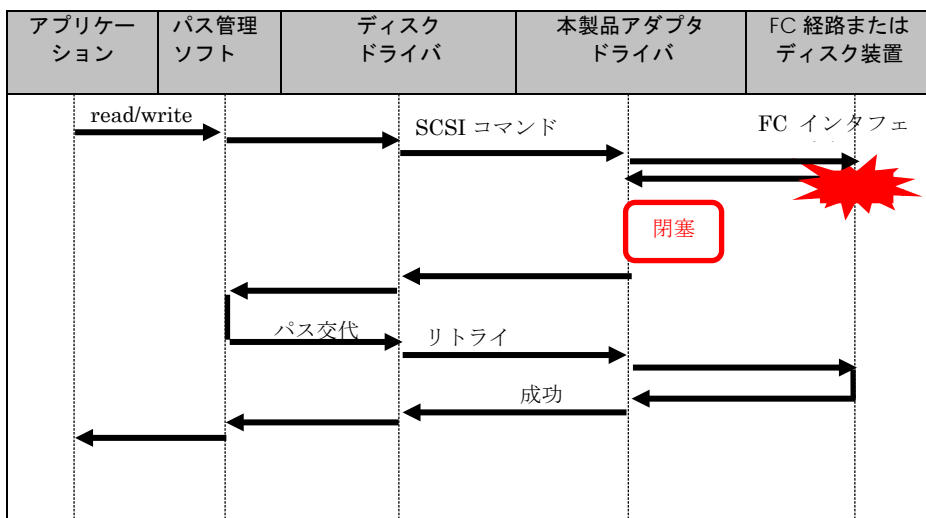 アプリケー
ション
パス管理
ソフト
ディスク
ドライバ
本製品アダプタ
ドライバ
FC 経路または
ディスク装置
read/write
SCSI コマンド
FC インタフェ
閉塞
パス交代
リトライ
成功